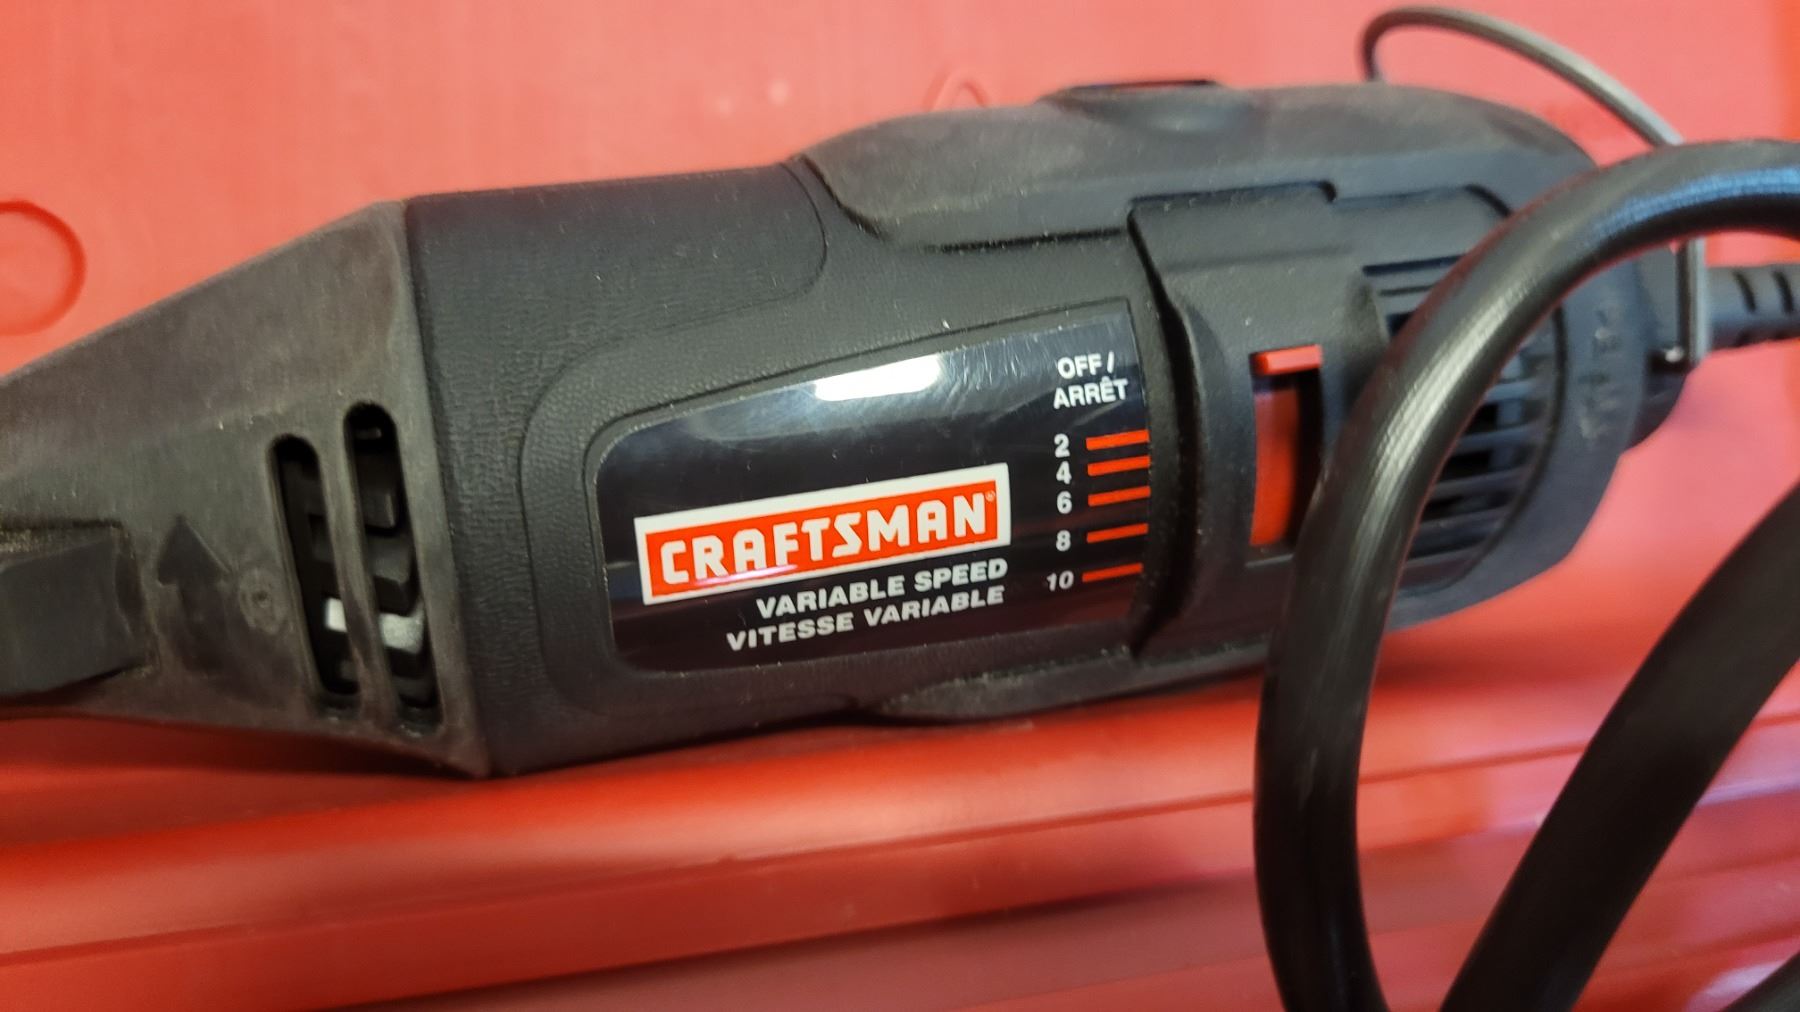 OFF /
ARRÊT
2
4
6
8
10
CRAFTSMAN®
VARIABLE SPEED
VITESSE VARIABLE